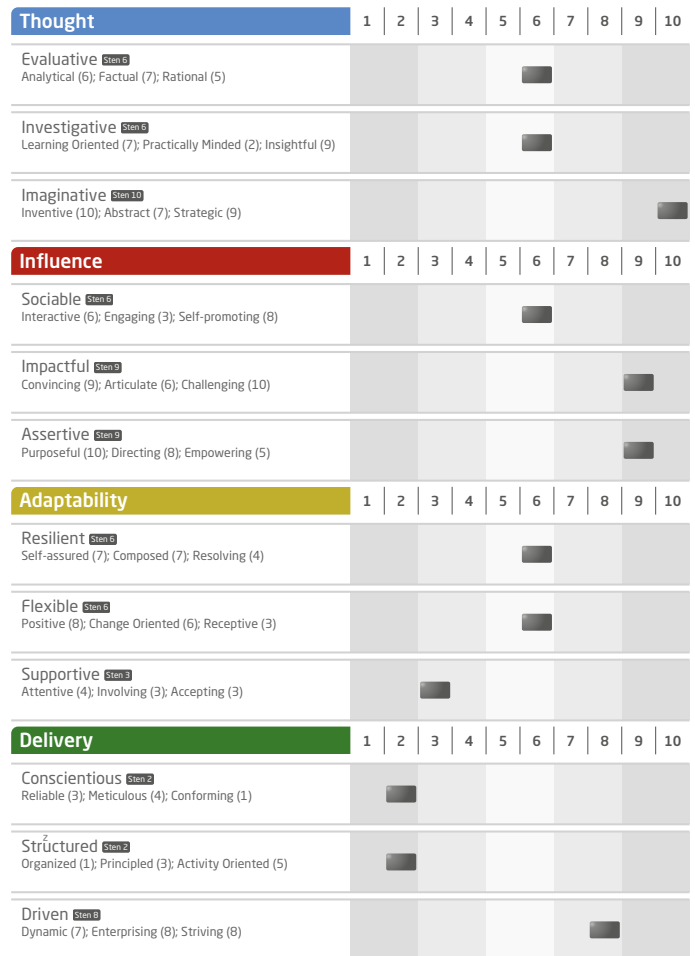 Thought 1 2 3 4 5 6 7 8 9 10
Evaluative Sten 6
Analytical (6); Factual (7); Rational (5)
Investigative Sten 6
Learning Oriented (7); Practically Minded (2); Insightful (9)
Imaginative Sten 10
Inventive (10); Abstract (7); Strategic (9)
Influence 1 2 3 4 5 6 7 8 9 10
Sociable Sten 6
Interactive (6); Engaging (3); Self-promoting (8)
Impactful Sten 9
Convincing (9); Articulate (6); Challenging (10)
Assertive Sten 9
Purposeful (10); Directing (8); Empowering (5)
Adaptability 1 2 3 4 5 6 7 8 9 10
Resilient Sten 6
Self-assured (7); Composed (7); Resolving (4)
Flexible Sten 6
Positive (8); Change Oriented (6); Receptive (3)
Supportive Sten 3
Attentive (4); Involving (3); Accepting (3)
Delivery 1 2 3 4 5 6 7 8 9 10
Conscientious Sten 2
Reliable (3); Meticulous (4); Conforming (1)
z
Structured Sten 2
Organized (1); Principled (3); Activity Oriented (5)
Driven Sten 8
Dynamic (7); Enterprising (8); Striving (8)